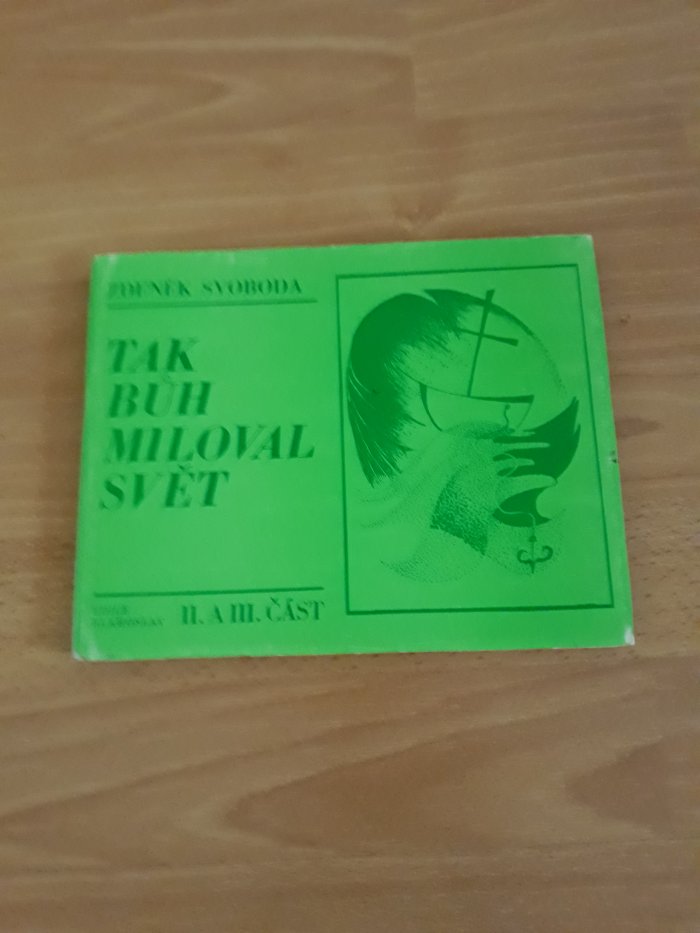 ZDENĚK SVOBODA
TAK
BŮH
MILOVAL
SVĚT
II. A III. ČÁST